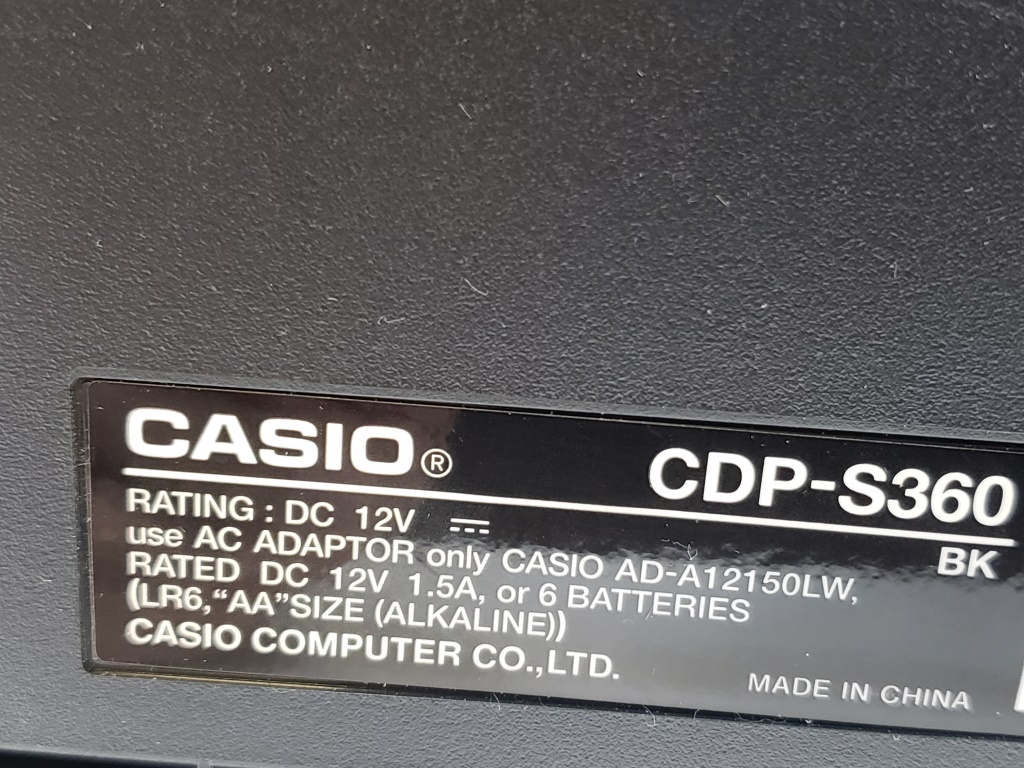 CASIO®
CDP-S360
BK
RATING : DC 12V ⎓
use AC ADAPTOR only CASIO AD-A12150LW,
RATED DC 12V 1.5A, or 6 BATTERIES
(LR6,“AA”SIZE (ALKALINE))
CASIO COMPUTER CO.,LTD.
MADE IN CHINA